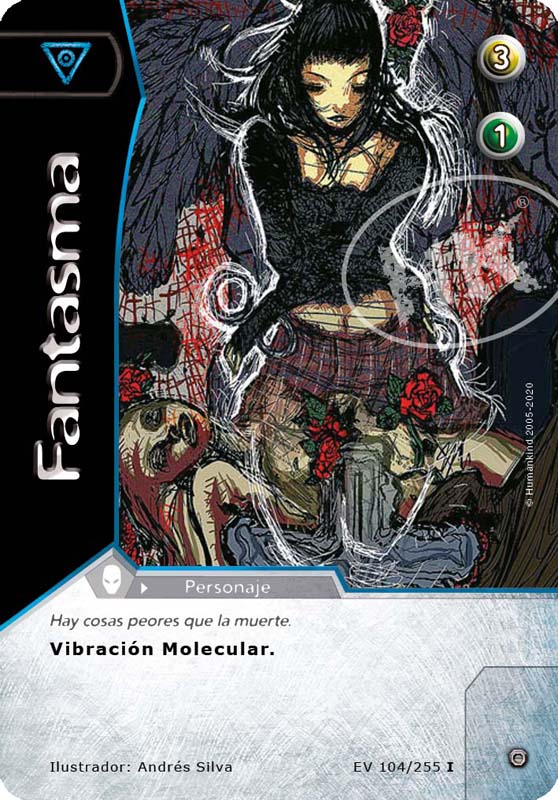 Fantasma
3
1
®
HK
© Humankind 2005-2020
Personaje
Hay cosas peores que la muerte.
Vibración Molecular.
Ilustrador: Andrés Silva
EV 104/255 I